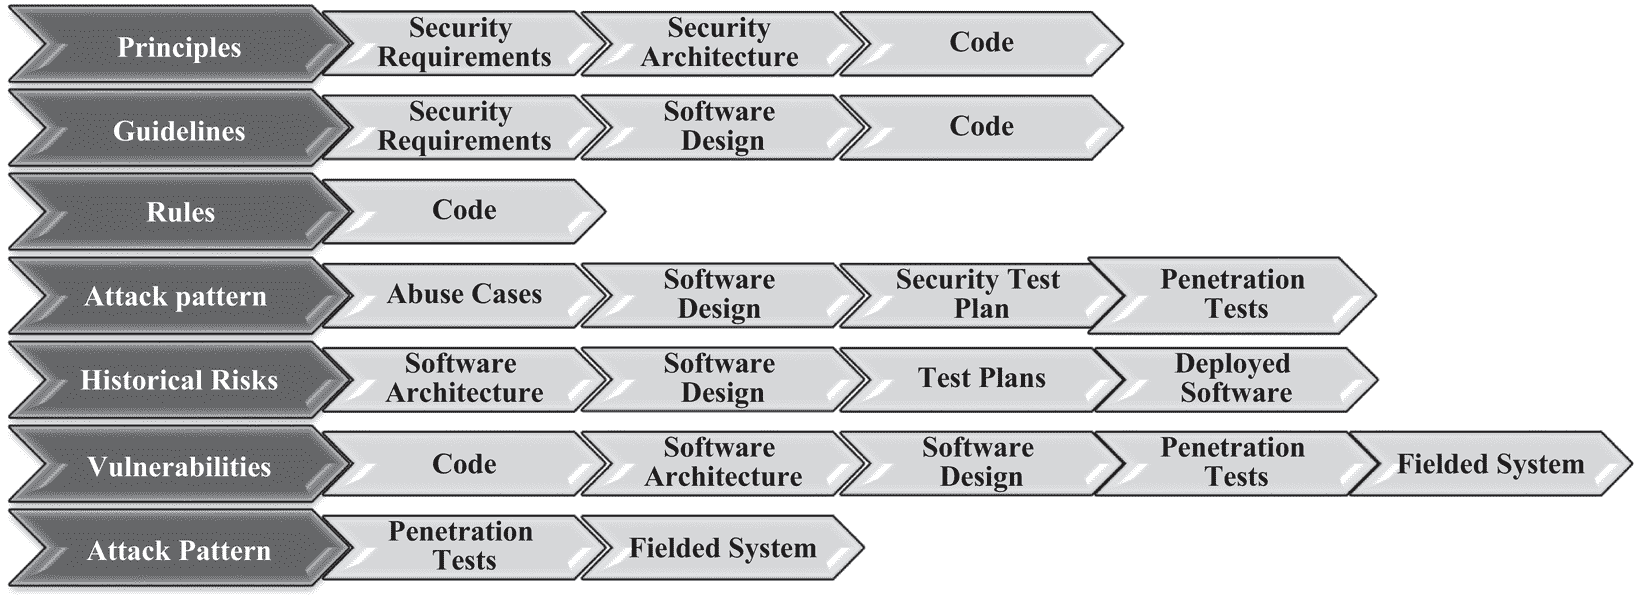 Principles
Security
Requirements
Security
Architecture
Code
Guidelines
Security
Requirements
Software
Design
Code
Rules
Code
Attack pattern
Abuse Cases
Software
Design
Security Test
Plan
Penetration
Tests
Historical Risks
Software
Architecture
Software
Design
Test Plans
Deployed
Software
Vulnerabilities
Code
Software
Architecture
Software
Design
Penetration
Tests
Fielded System
Attack Pattern
Penetration
Tests
Fielded System